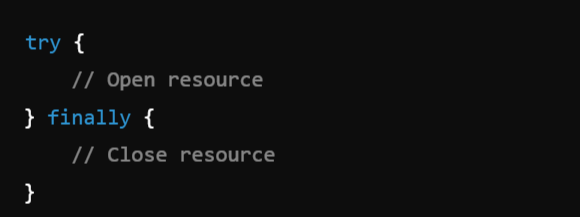 try {
    // Open resource
} finally {
    // Close resource
}